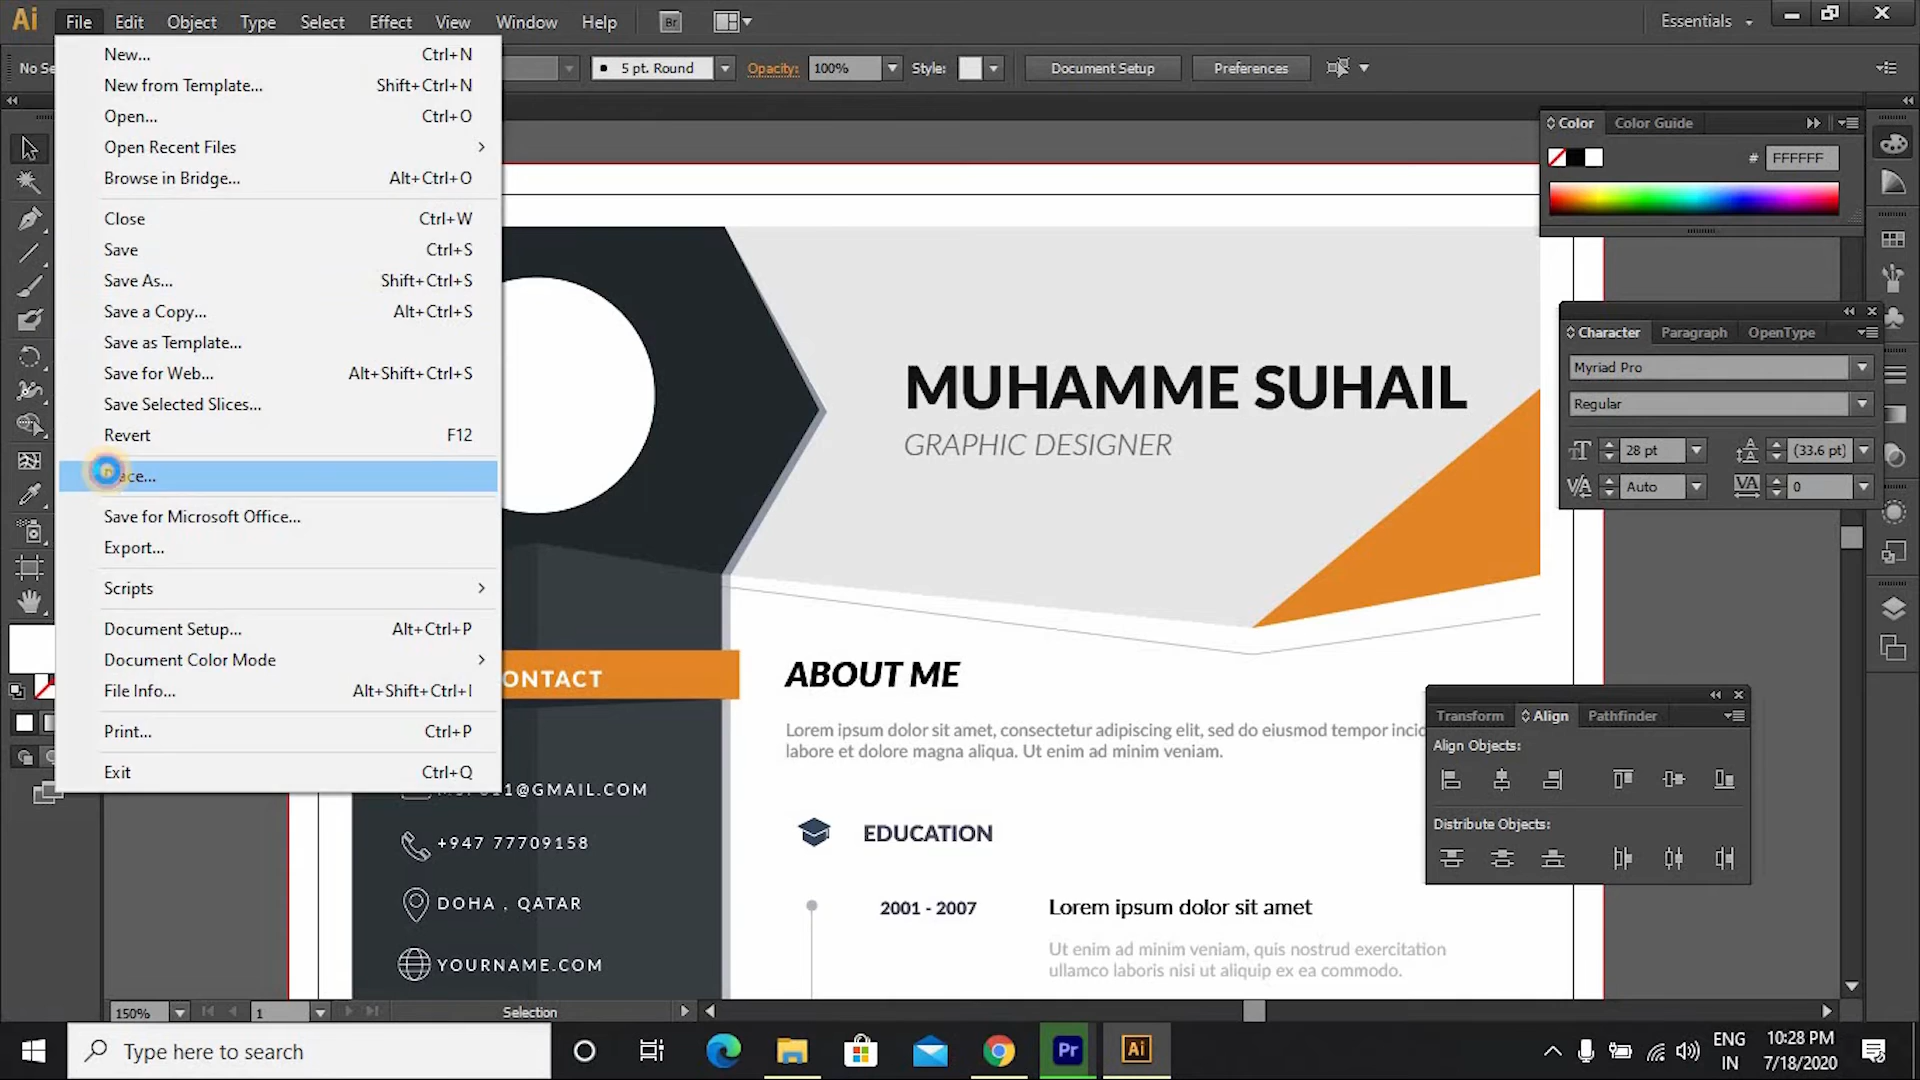 Ai File Edit Object Type Select Effect View Window Help Br Essentials
5 pt. Round Opacity: 100% Style: Document Setup Preferences
New... Ctrl+N
New from Template... Shift+Ctrl+N
Open... Ctrl+O
Open Recent Files
Browse in Bridge... Alt+Ctrl+O
Close Ctrl+W
Save Ctrl+S
Save As... Shift+Ctrl+S
Save a Copy... Alt+Ctrl+S
Save as Template...
Save for Web... Alt+Shift+Ctrl+S
Save Selected Slices...
Revert F12
Save for Microsoft Office...
Export...
Scripts
Document Setup... Alt+Ctrl+P
Document Color Mode
File Info... Alt+Shift+Ctrl+I
Print... Ctrl+P
Exit Ctrl+Q
MUHAMME SUHAIL
GRAPHIC DESIGNER
ONTACT
@GMAIL.COM
+947 77709158
DOHA , QATAR
YOURNAME.COM
ABOUT ME
Lorem ipsum dolor sit amet, consectetur adipiscing elit, sed do eiusmod tempor inc
labore et dolore magna aliqua. Ut enim ad minim veniam.
EDUCATION
2001 - 2007 Lorem ipsum dolor sit amet
Ut enim ad minim veniam, quis nostrud exercitation
ullamco laboris nisi ut aliquip ex ea commodo.
Color Color Guide
# FFFFFF
Character Paragraph OpenType
Myriad Pro
Regular
28 pt (33.6 pt)
Auto 0
Transform Align Pathfinder
Align Objects:
Distribute Objects:
150% 1 Selection
Type here to search
Pr Ai
ENG 10:28 PM
IN 7/18/2020